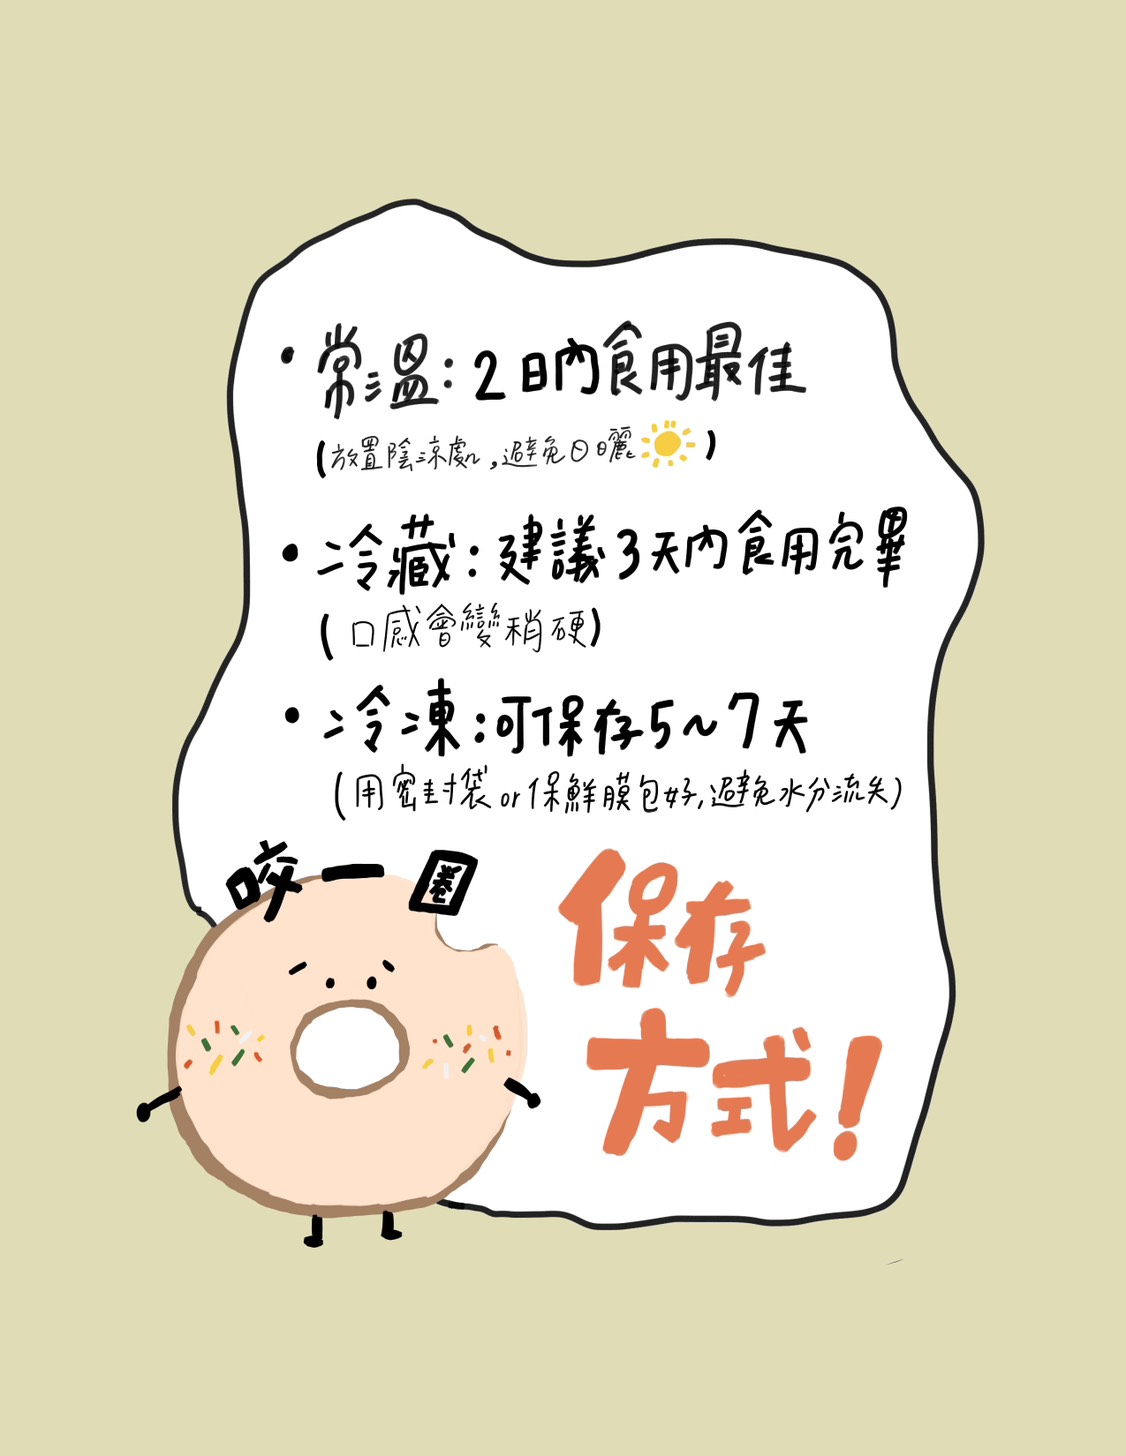 • 常溫：2日內食用最佳
(放置陰涼處，避免日曬)
• 冷藏：建議3天內食用完畢
(口感會變稍硬)
• 冷凍：可保存5~7天
(用密封袋or保鮮膜包好，避免水分流失)
咬一圈
保存
方式！